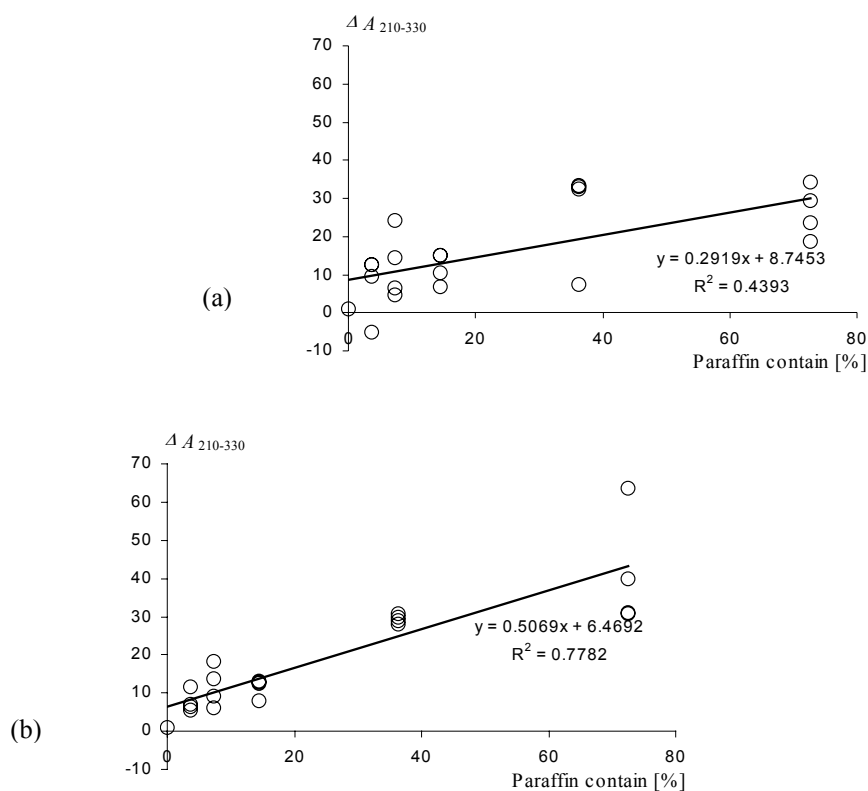 Δ A 210-330
70
60
50
40
30
20
10
0
-10
0 20 40 60 80
y = 0.2919x + 8.7453
R² = 0.4393
Paraffin contain [%]
(a)
Δ A 210-330
70
60
50
40
30
20
10
0
-10
0 20 40 60 80
y = 0.5069x + 6.4692
R² = 0.7782
Paraffin contain [%]
(b)